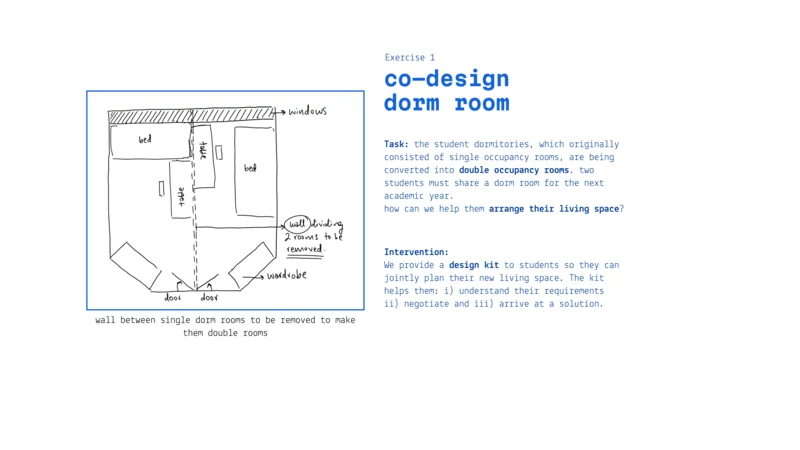 Exercise 1
co-design
dorm room
Task: the student dormitories, which originally
consisted of single occupancy rooms, are being
converted into double occupancy rooms. two
students must share a dorm room for the next
academic year.
how can we help them arrange their living space?
Intervention:
We provide a design kit to students so they can
jointly plan their new living space. The kit
helps them: i) understand their requirements
ii) negotiate and iii) arrive at a solution.
windows
bed
table
bed
table
wall dividing
2 rooms to be
removed.
wardrobe
door
door
wall between single dorm rooms to be removed to make
them double rooms